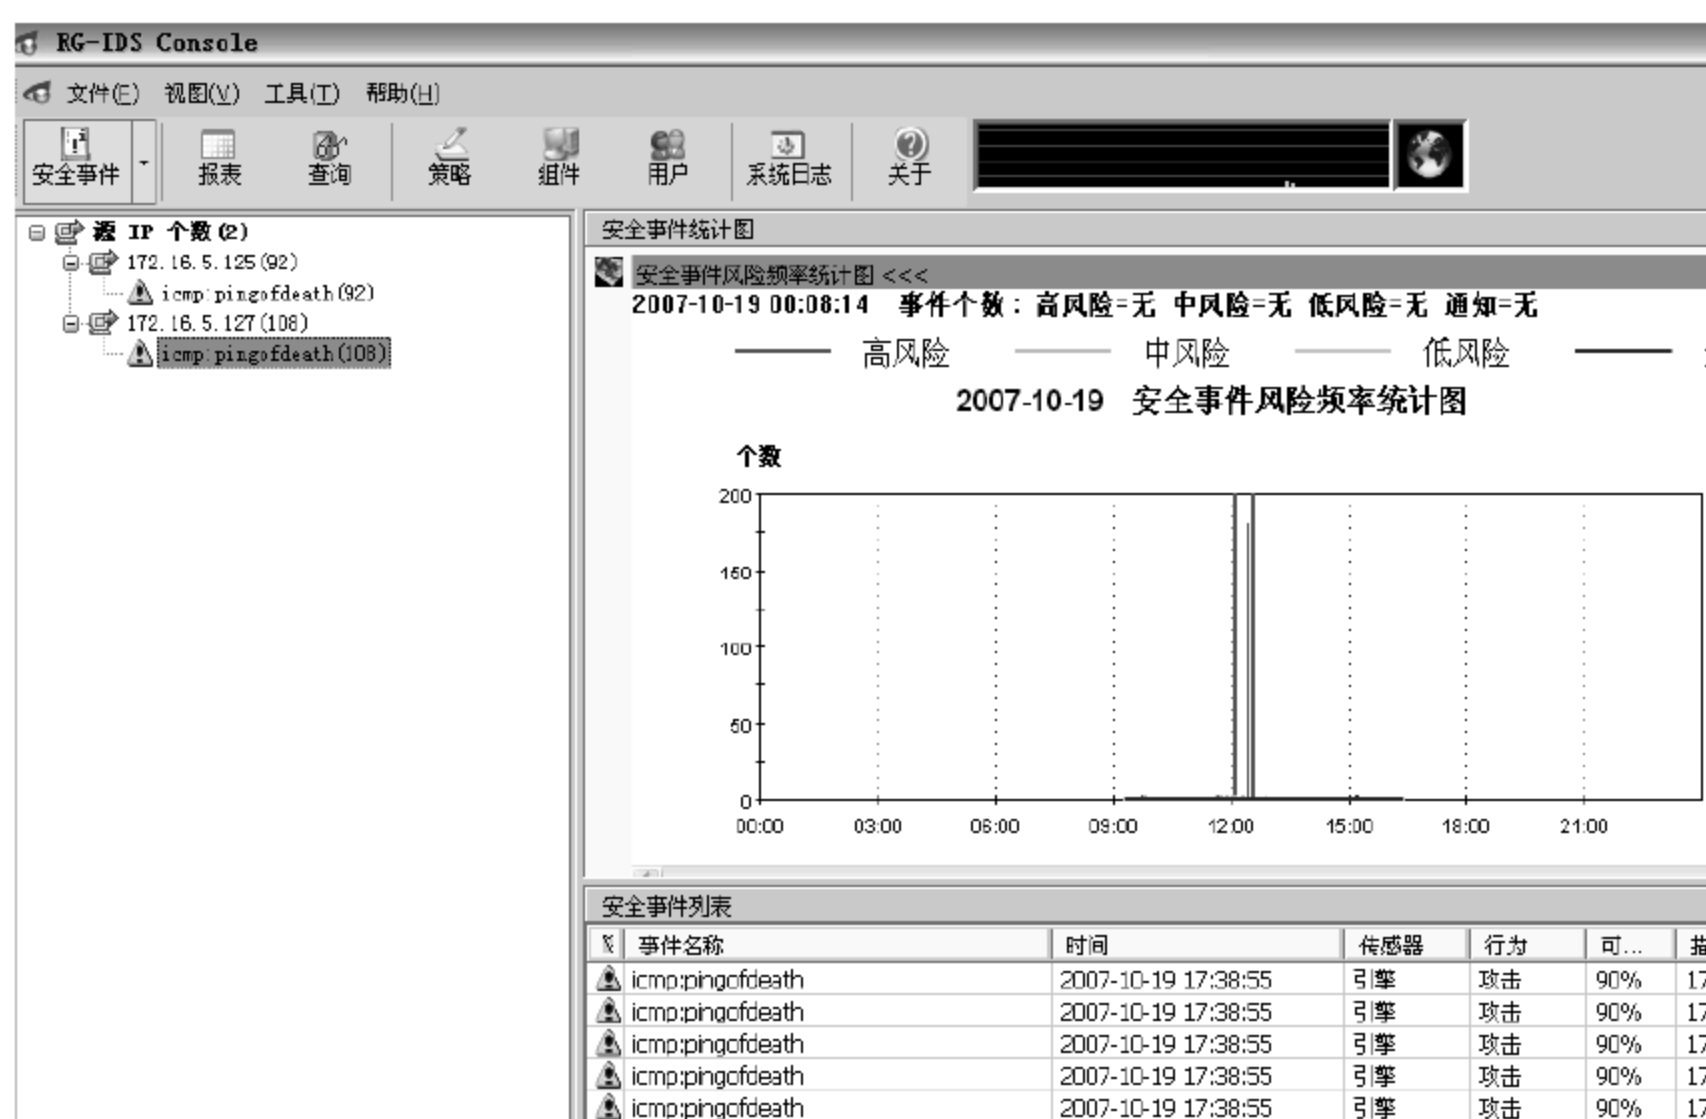 RG-IDS Console
文件(F) 视图(V) 工具(T) 帮助(H)
安全事件 报表 查询 策略 组件 用户 系统日志 关于
源 IP 个数(2)
172.16.5.125(92)
icmp:pingofdeath(92)
172.16.5.127(108)
icmp:pingofdeath(108)
安全事件统计图
安全事件风险频率统计图 <<<
2007-10-19 00:08:14 事件个数：高风险=无 中风险=无 低风险=无 通知=无
高风险 中风险 低风险
2007-10-19 安全事件风险频率统计图
个数
200
150
100
50
0
00:00 03:00 06:00 09:00 12:00 15:00 18:00 21:00
安全事件列表
事件名称 时间 传感器 行为 可... 描
icmp:pingofdeath 2007-10-19 17:38:55 引擎 攻击 90% 17
icmp:pingofdeath 2007-10-19 17:38:55 引擎 攻击 90% 17
icmp:pingofdeath 2007-10-19 17:38:55 引擎 攻击 90% 17
icmp:pingofdeath 2007-10-19 17:38:55 引擎 攻击 90% 17
icmp:pingofdeath 2007-10-19 17:38:55 引擎 攻击 90% 17